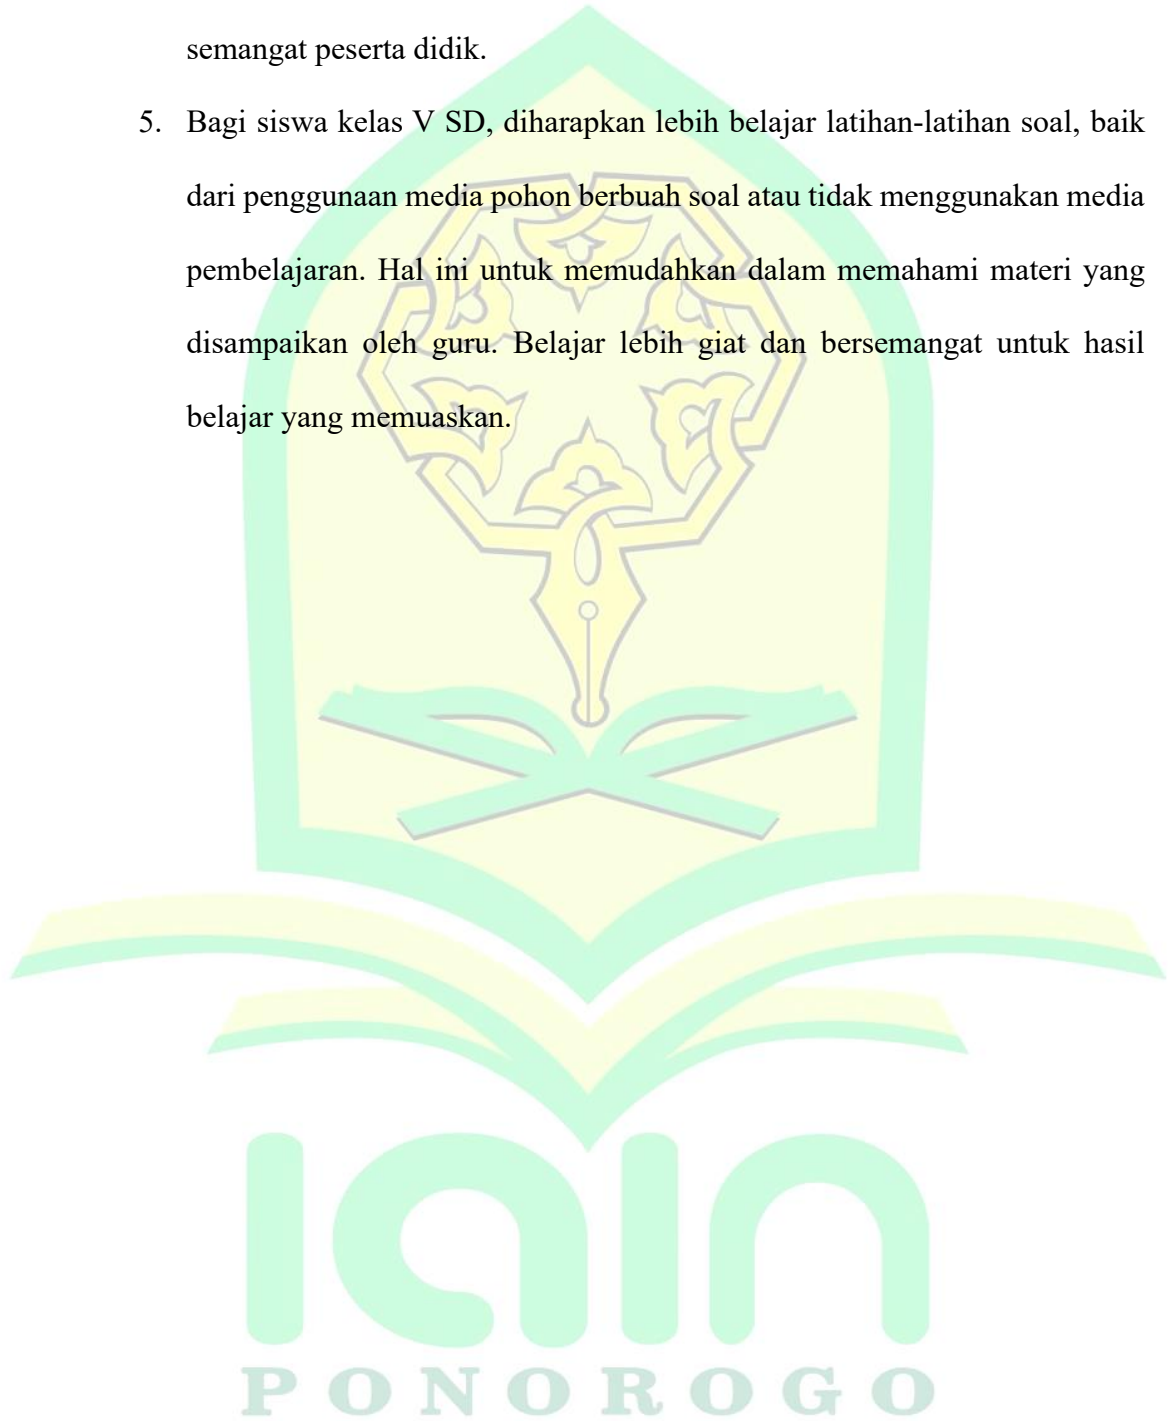 semangat peserta didik.
5. Bagi siswa kelas V SD, diharapkan lebih belajar latihan-latihan soal, baik
dari penggunaan media pohon berbuah soal atau tidak menggunakan media
pembelajaran. Hal ini untuk memudahkan dalam memahami materi yang
disampaikan oleh guru. Belajar lebih giat dan bersemangat untuk hasil
belajar yang memuaskan.
iain
PONOROGO